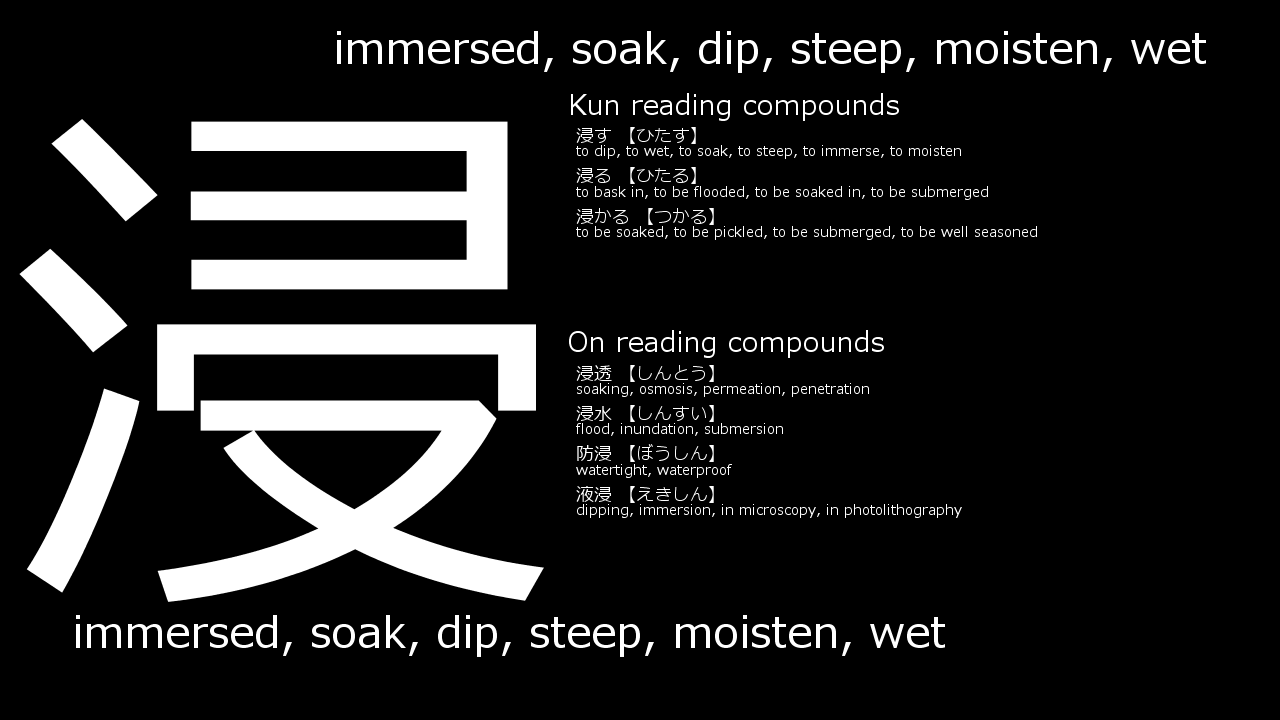 immersed, soak, dip, steep, moisten, wet
浸
Kun reading compounds
浸す 【ひたす】
to dip, to wet, to soak, to steep, to immerse, to moisten
浸る 【ひたる】
to bask in, to be flooded, to be soaked in, to be submerged
浸かる 【つかる】
to be soaked, to be pickled, to be submerged, to be well seasoned
On reading compounds
浸透 【しんとう】
soaking, osmosis, permeation, penetration
浸水 【しんすい】
flood, inundation, submersion
防浸 【ぼうしん】
watertight, waterproof
液浸 【えきしん】
dipping, immersion, in microscopy, in photolithography
immersed, soak, dip, steep, moisten, wet